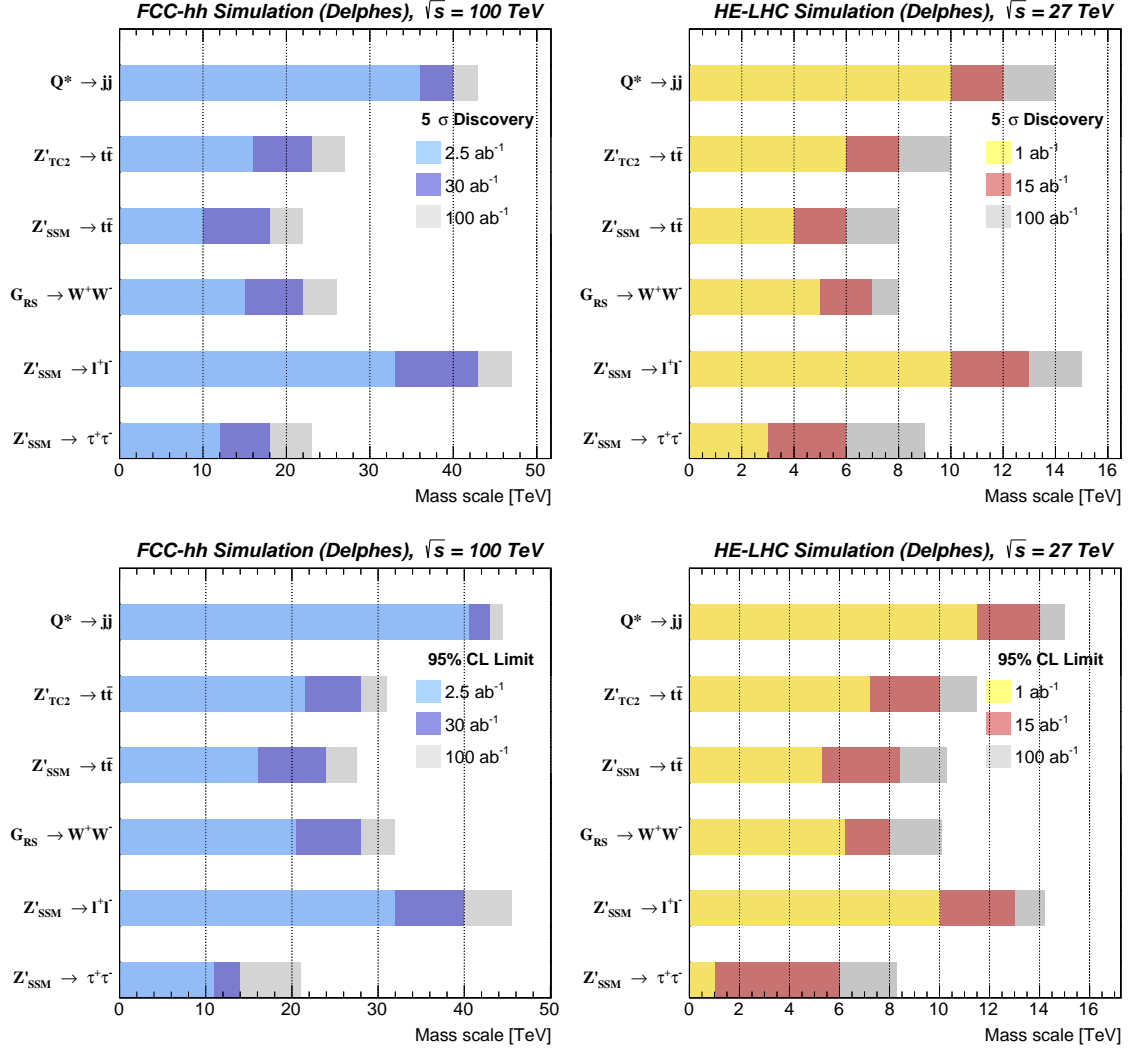 FCC-hh Simulation (Delphes), √s = 100 TeV
Q* → jj
Z'TC2 → tt̄
Z'SSM → tt̄
GRS → W⁺W⁻
Z'SSM → l⁺l⁻
Z'SSM → τ⁺τ⁻
5 σ Discovery
2.5 ab⁻¹
30 ab⁻¹
100 ab⁻¹
0 10 20 30 40 50
Mass scale [TeV]
HE-LHC Simulation (Delphes), √s = 27 TeV
Q* → jj
Z'TC2 → tt̄
Z'SSM → tt̄
GRS → W⁺W⁻
Z'SSM → l⁺l⁻
Z'SSM → τ⁺τ⁻
5 σ Discovery
1 ab⁻¹
15 ab⁻¹
100 ab⁻¹
0 2 4 6 8 10 12 14 16
Mass scale [TeV]
FCC-hh Simulation (Delphes), √s = 100 TeV
Q* → jj
Z'TC2 → tt̄
Z'SSM → tt̄
GRS → W⁺W⁻
Z'SSM → l⁺l⁻
Z'SSM → τ⁺τ⁻
95% CL Limit
2.5 ab⁻¹
30 ab⁻¹
100 ab⁻¹
0 10 20 30 40 50
Mass scale [TeV]
HE-LHC Simulation (Delphes), √s = 27 TeV
Q* → jj
Z'TC2 → tt̄
Z'SSM → tt̄
GRS → W⁺W⁻
Z'SSM → l⁺l⁻
Z'SSM → τ⁺τ⁻
95% CL Limit
1 ab⁻¹
15 ab⁻¹
100 ab⁻¹
0 2 4 6 8 10 12 14 16
Mass scale [TeV]